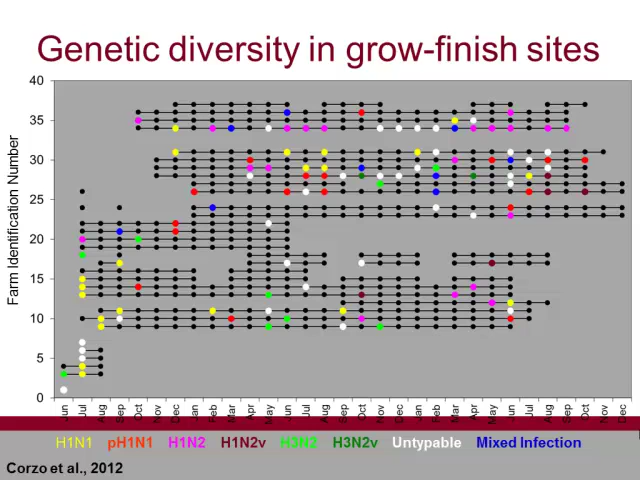 Genetic diversity in grow-finish sites
Farm Identification Number
40
35
30
25
20
15
10
5
0
Jun Jul Aug Sep Oct Nov Dec Jan Feb Mar Apr May Jun Jul Aug Sep Oct Nov Dec Jan Feb Mar Apr May Jun Jul Aug Sep Oct Nov Dec
H1N1 pH1N1 H1N2 H1N2v H3N2 H3N2v Untypable Mixed Infection
Corzo et al., 2012